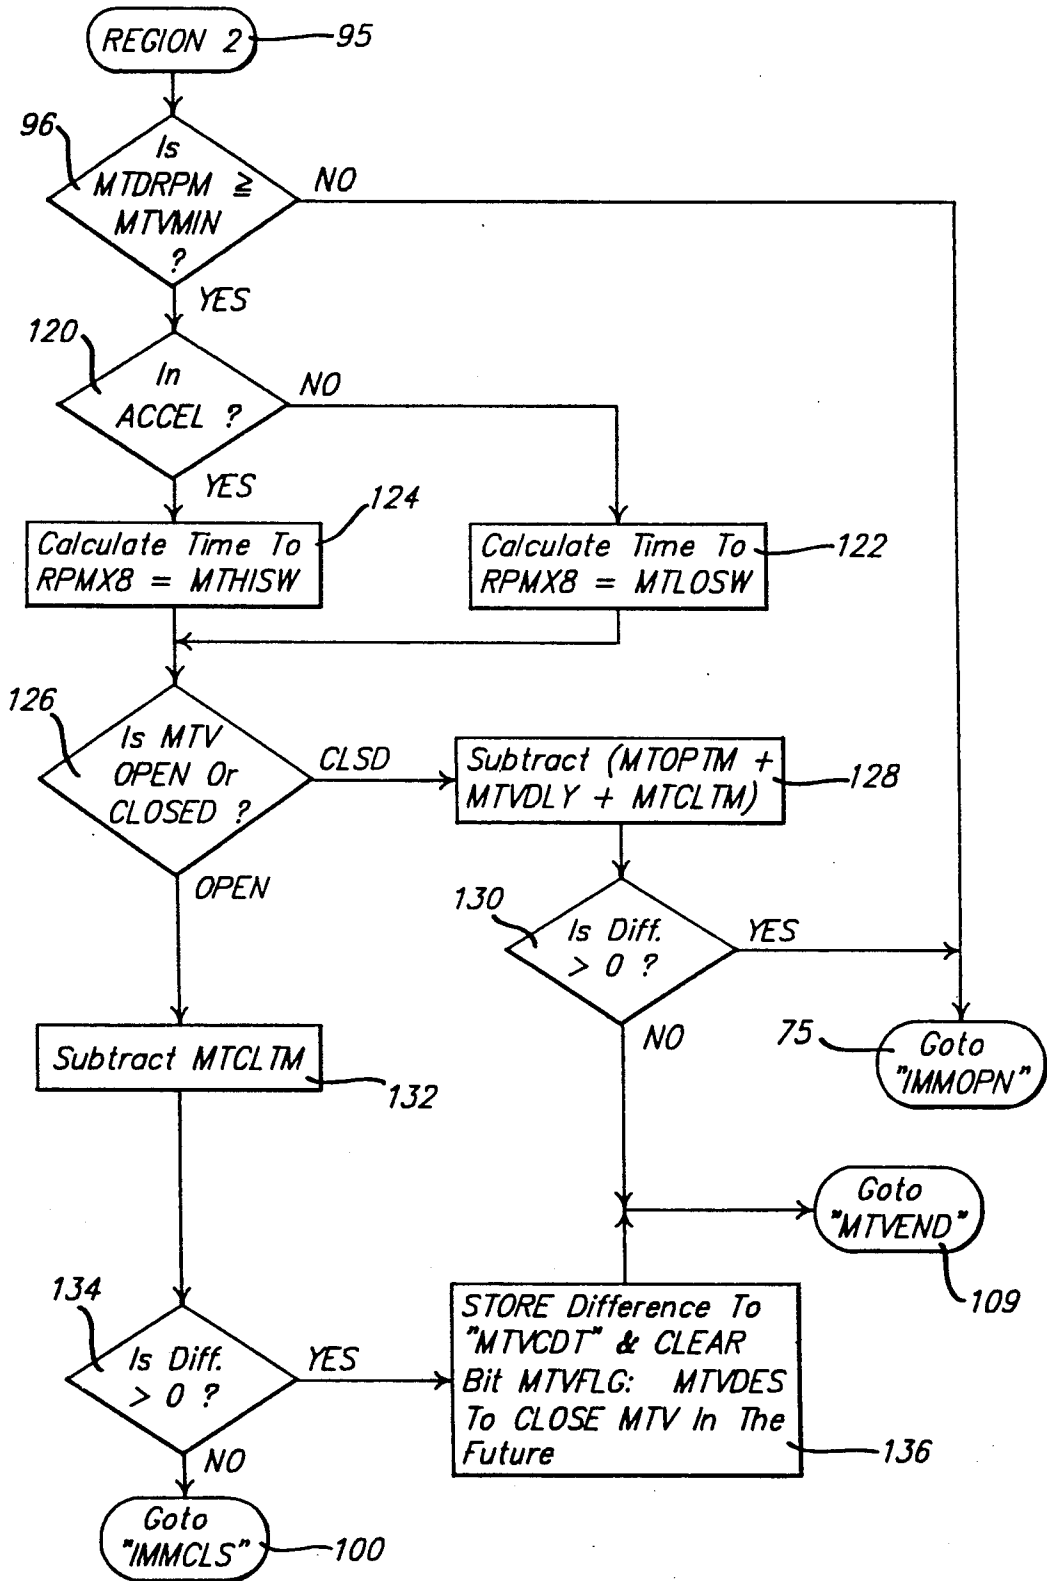 REGION 2
95
96
Is
MTDRPM ≧
MTVMIN
?
NO
YES
120
In
ACCEL ?
NO
YES
124
Calculate Time To
RPMX8 = MTHISW
Calculate Time To
RPMX8 = MTLOSW
122
126
Is MTV
OPEN Or
CLOSED ?
CLSD
OPEN
Subtract (MTOPTM +
MTVDLY + MTCLTM)
128
130
Is Diff.
> 0 ?
YES
NO
75
Goto
"IMMOPN"
Subtract MTCLTM
132
Goto
"MTVEND"
109
134
Is Diff.
> 0 ?
YES
NO
STORE Difference To
"MTVCDT" & CLEAR
Bit MTVFLG: MTVDES
To CLOSE MTV In The
Future
136
Goto
"IMMCLS"
100